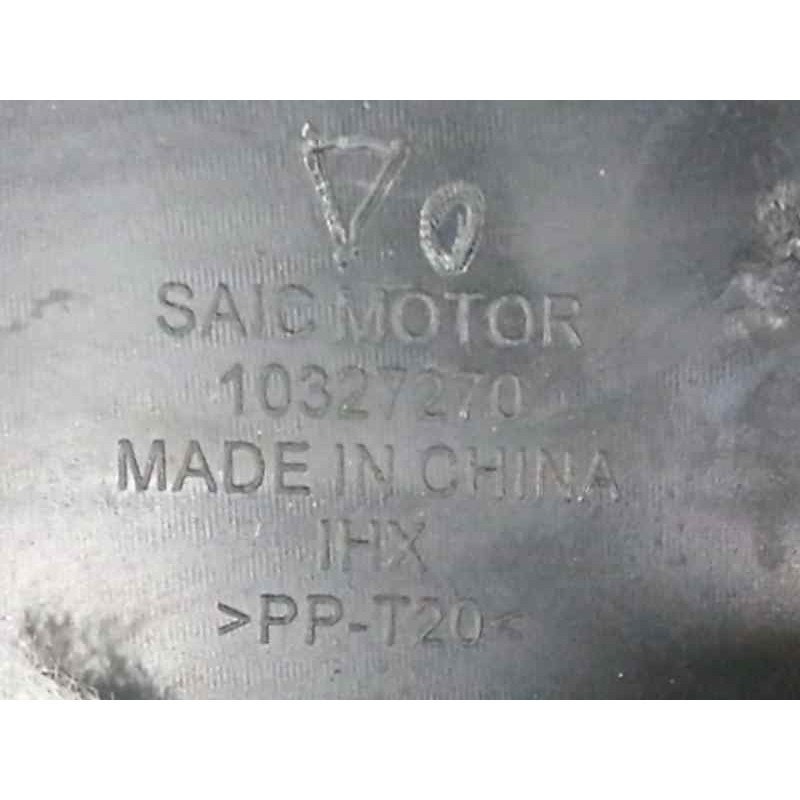 SAIC MOTOR
10327270
MADE IN CHINA
IHX
>PP-T20<